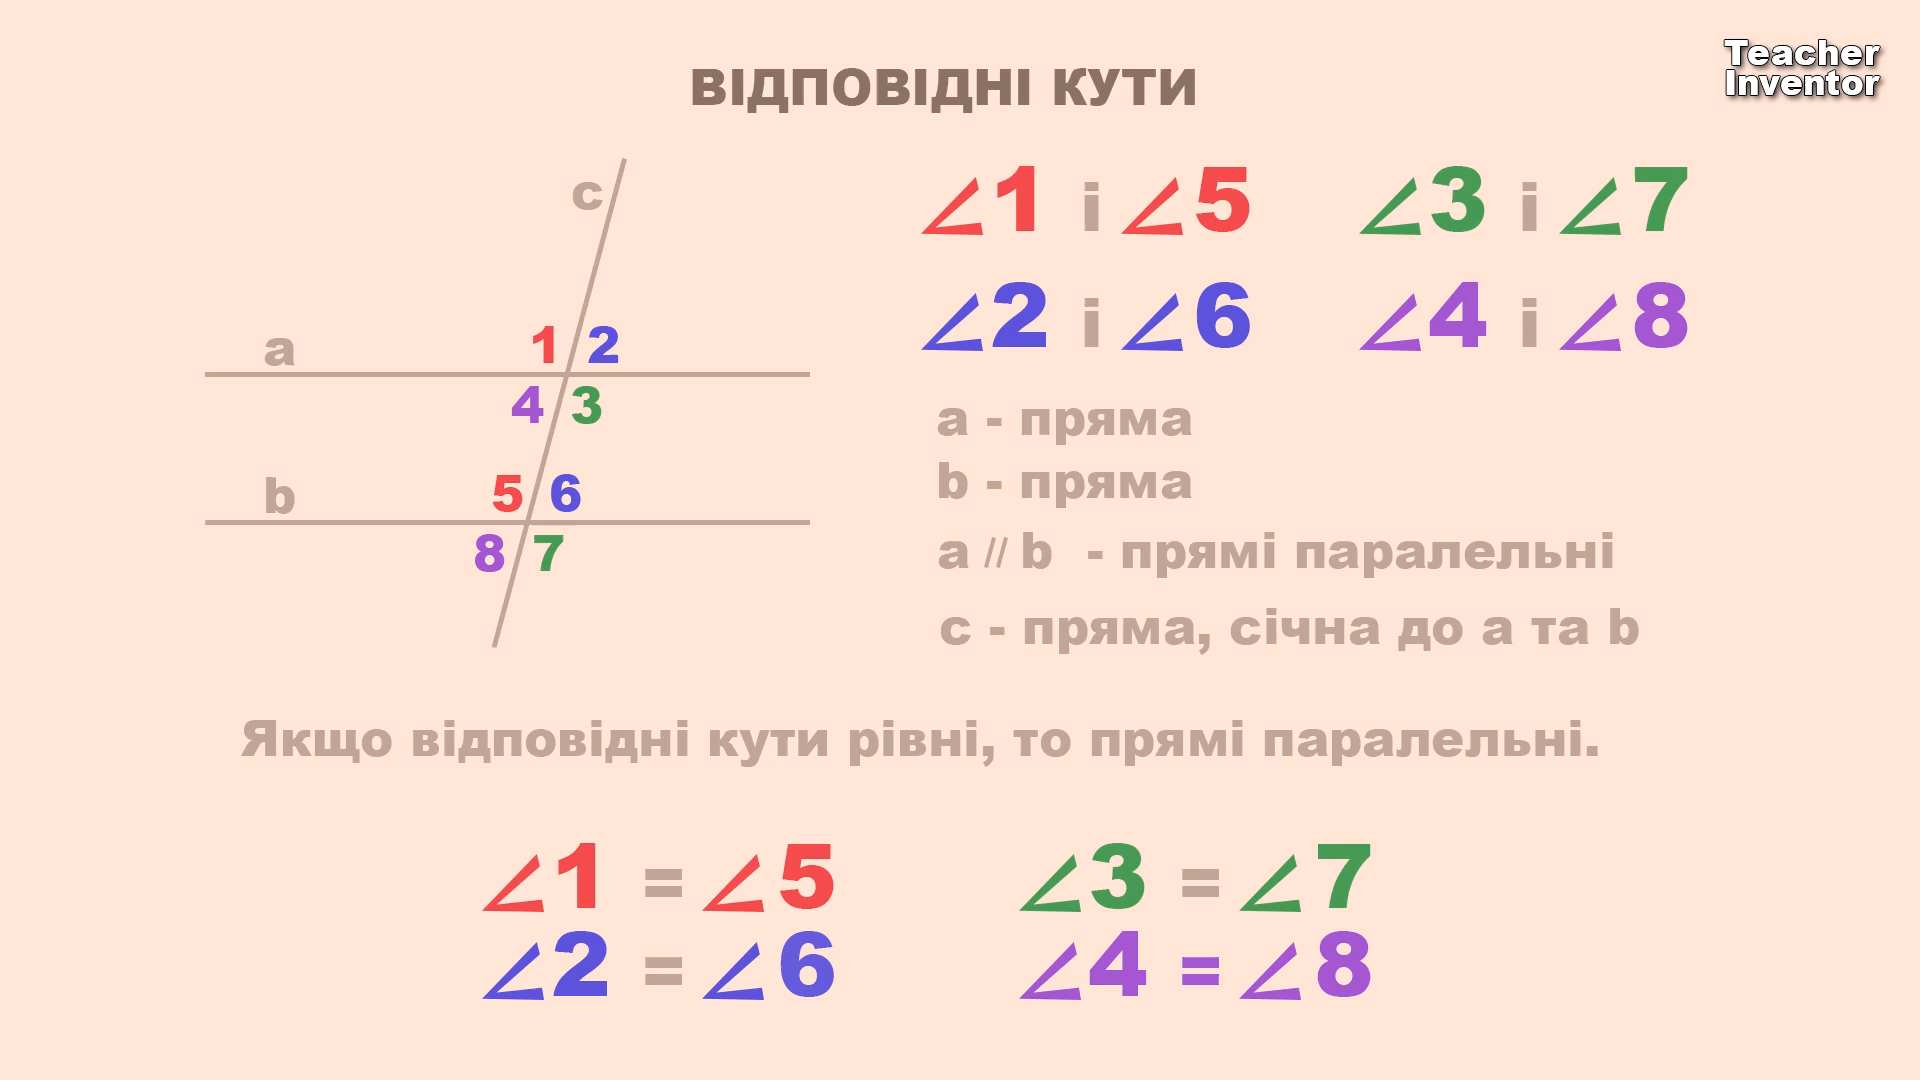 ВІДПОВІДНІ КУТИ
Teacher
Inventor
c
a
1 2
4 3
b
5 6
8 7
∠1 і ∠5 ∠3 і ∠7
∠2 і ∠6 ∠4 і ∠8
a - пряма
b - пряма
a // b - прямі паралельні
c - пряма, січна до a та b
Якщо відповідні кути рівні, то прямі паралельні.
∠1 = ∠5 ∠3 = ∠7
∠2 = ∠6 ∠4 = ∠8